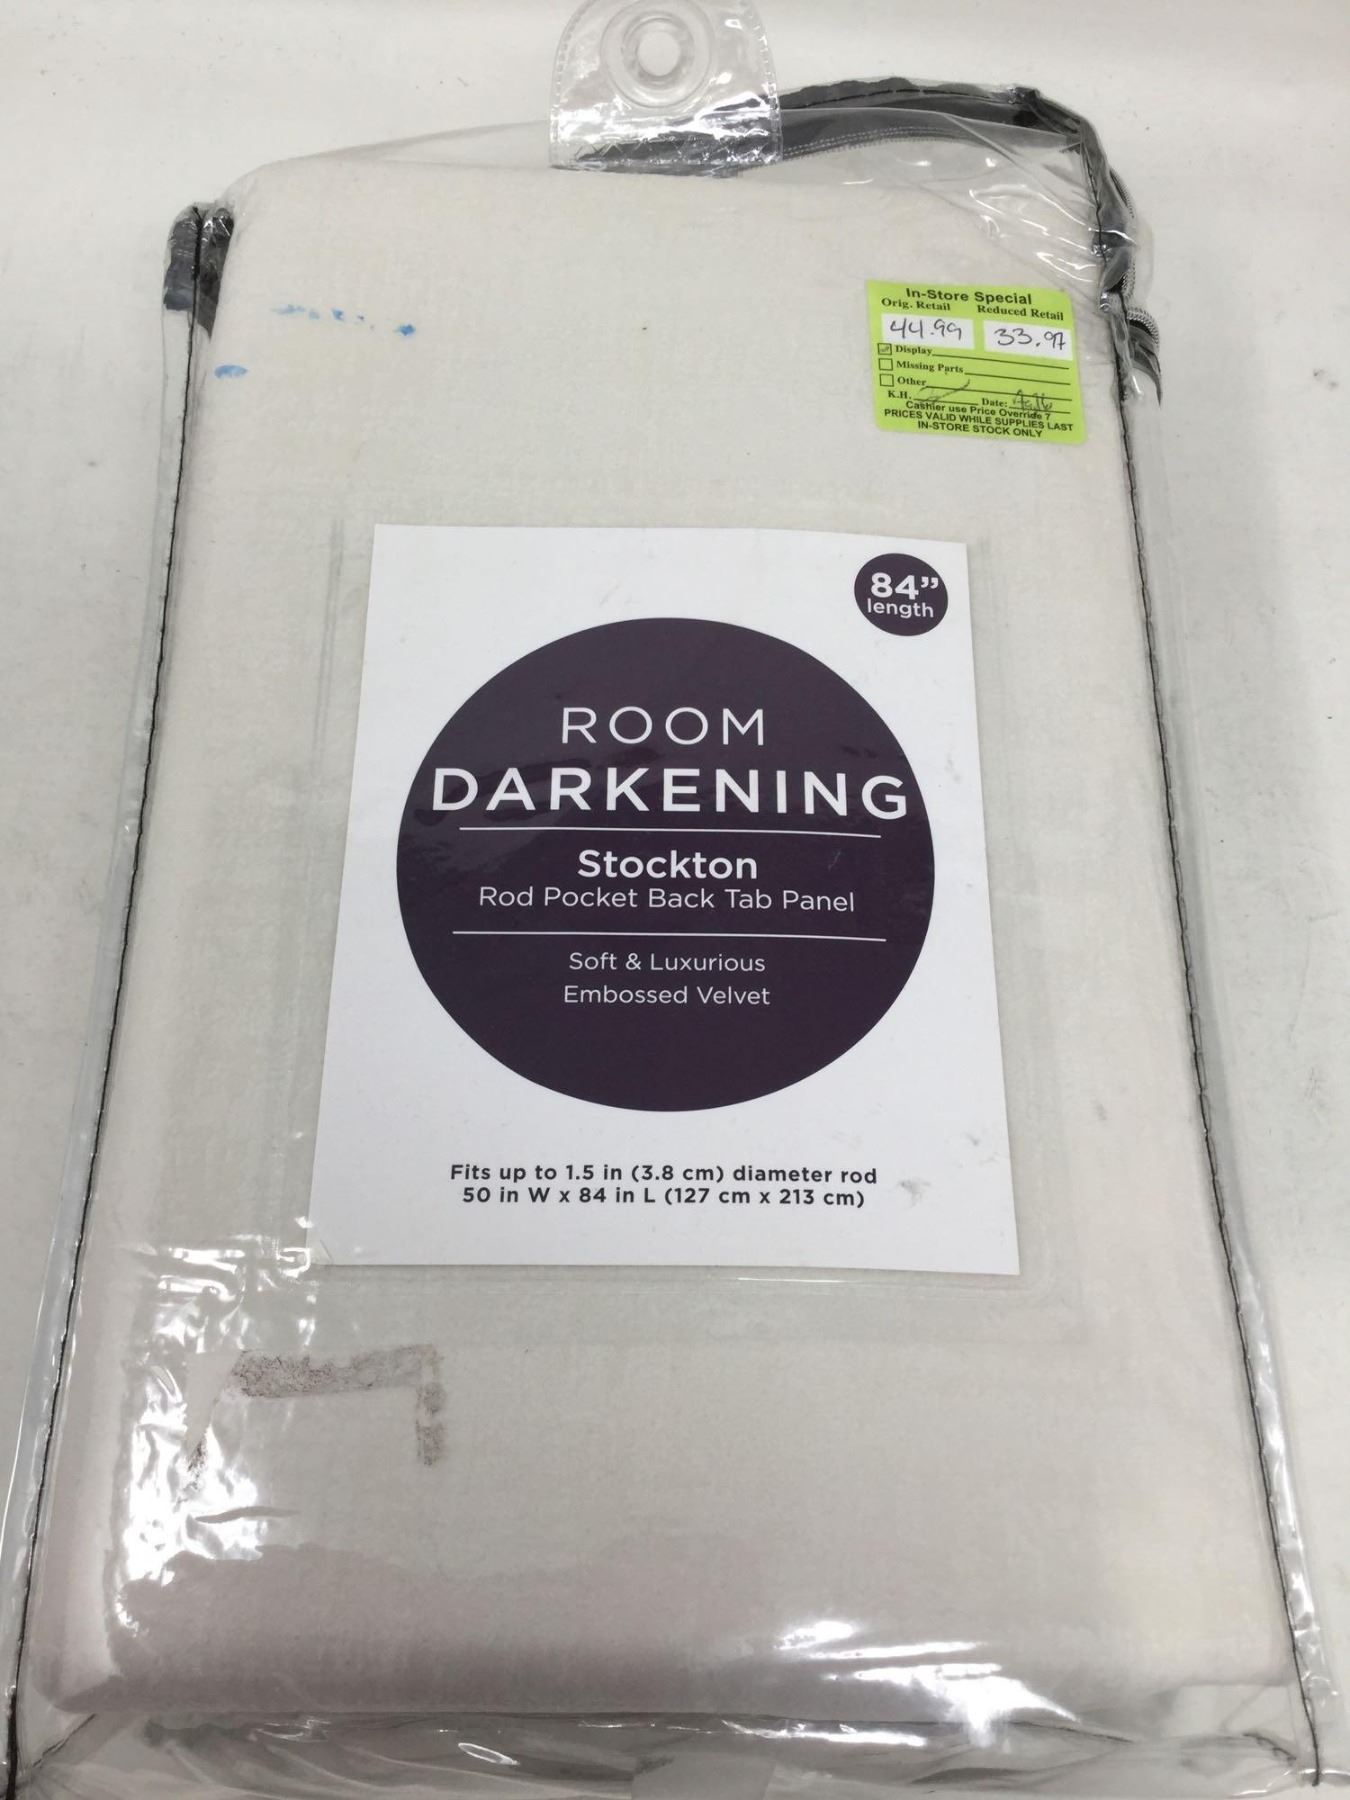 In-Store Special
Orig. Retail Reduced Retail
44.99 33.97
Display
Missing Parts
Other
K.H. Date:
Cashier use Price Override 7
PRICES VALID WHILE SUPPLIES LAST
IN-STORE STOCK ONLY
84”
length
ROOM
DARKENING
Stockton
Rod Pocket Back Tab Panel
Soft & Luxurious
Embossed Velvet
Fits up to 1.5 in (3.8 cm) diameter rod
50 in W x 84 in L (127 cm x 213 cm)